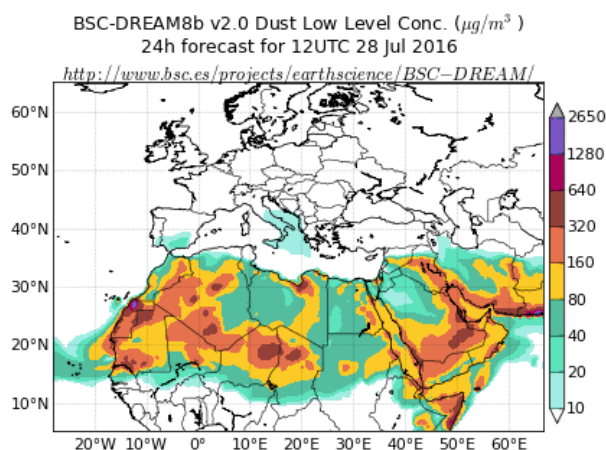 BSC-DREAM8b v2.0 Dust Low Level Conc. (μg/m³ )
24h forecast for 12UTC 28 Jul 2016
http://www.bsc.es/projects/earthscience/BSC−DREAM/
60°N
50°N
40°N
30°N
20°N
10°N
20°W 10°W 0° 10°E 20°E 30°E 40°E 50°E 60°E
2650
1280
640
320
160
80
40
20
10